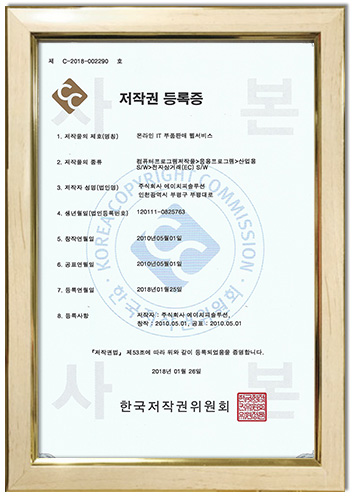 제 C-2018-002290 호
사 본
저작권 등록증
1. 저작물의 제호(명칭) 온라인 IT 부품판매 웹서비스
2. 저작물의 종류 컴퓨터프로그램저작물>응용프로그램>산업용
S/W>전자상거래(EC) S/W
3. 저작자 성명(법인명) 주식회사 에이치피솔루션
인천광역시 부평구 부평대로
4. 생년월일(법인등록번호) 120111-0825763
5. 창작연월일 2010년05월01일
6. 공표연월일 2010년05월01일
7. 등록연월일 2018년01월25일
8. 등록사항 저작자 : 주식회사 에이치피솔루션,
창작 : 2010.05.01, 공표 : 2010.05.01
KOREA COPYRIGHT COMMISSION
한국저작권위원회
『저작권법』 제53조에 따라 위와 같이 등록되었음을 증명합니다.
2018년 01월 26일
사 본
한국저작권위원회